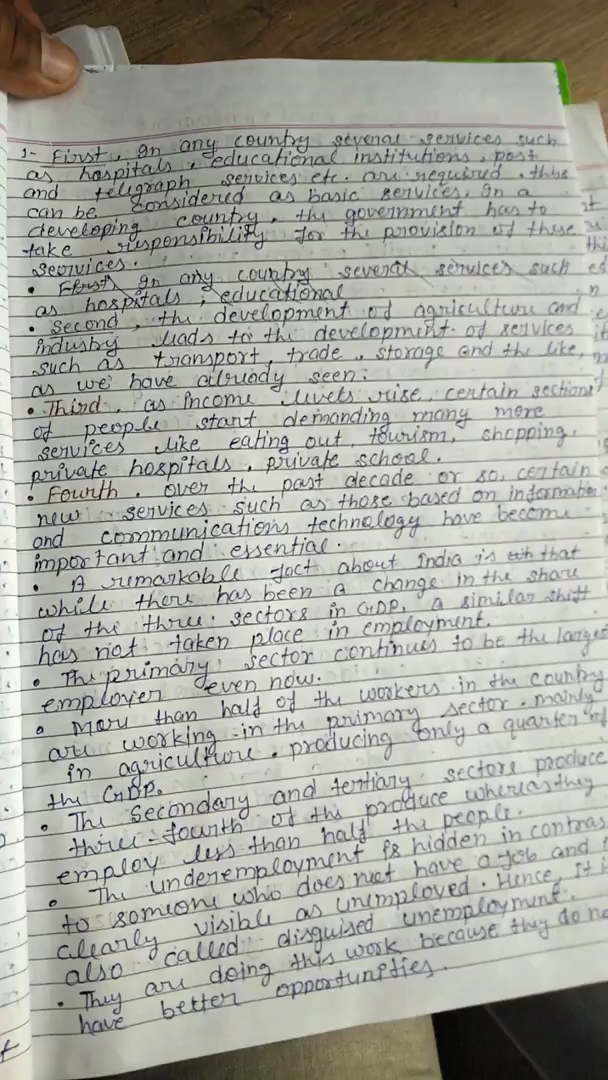 1- First, In any country several services such
as hospitals, educational institutions, post
and telegraph services etc. are required. thse
can be considered as basic services. In a
developing country, the government has to
take responsibility for the provision of these
services.
• First, In any country several services such
as hospitals, educational
• Second, the development of agriculture and
industry leads to the development of services
such as transport, trade, storage and the like,
as we have already seen.
• Third, as income levels rise, certain sections
of people start demanding many more
services like eating out, tourism, shopping,
private hospitals, private school.
• Fourth, over the past decade or so, certain
new services such as those based on information
and communications technology have become
important and essential.
• A remarkable fact about India is that
while there has been a change in the share
of the three sectors in GDP, a similar shift
has not taken place in employment.
• The primary sector continues to be the larges
employer even now.
• More than half of the workers in the country
are working in the primary sector, mainly
in agriculture, producing only a quarter of
the GDP.
• The Secondary and tertiary sectors produce
three-fourth of the produce whereas they
employ less than half the people.
• The underemployment is hidden in contras
to someone who does not have a job and
clearly visible as unemployed. Hence, it i
also called disguised unemployment.
• They are doing this work because they do no
have better opportunities.